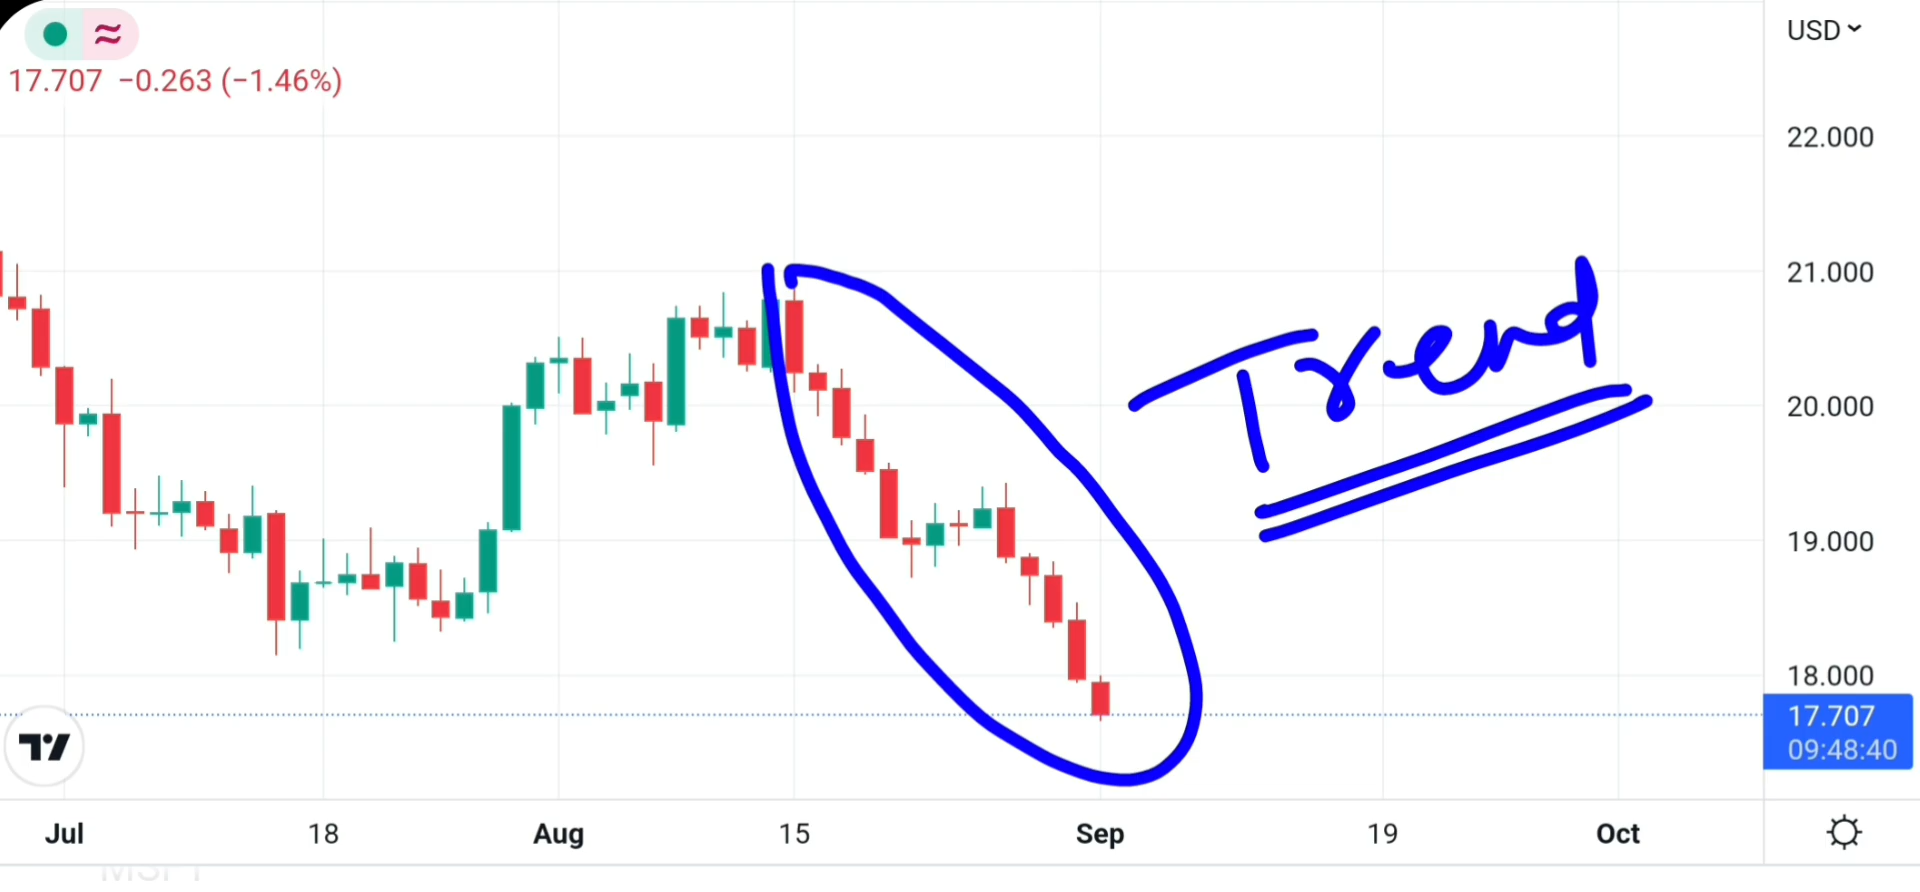 USD
17.707 −0.263 (−1.46%)
22.000
21.000
Trend
20.000
19.000
18.000
17.707
09:48:40
Jul 18 Aug 15 Sep 19 Oct